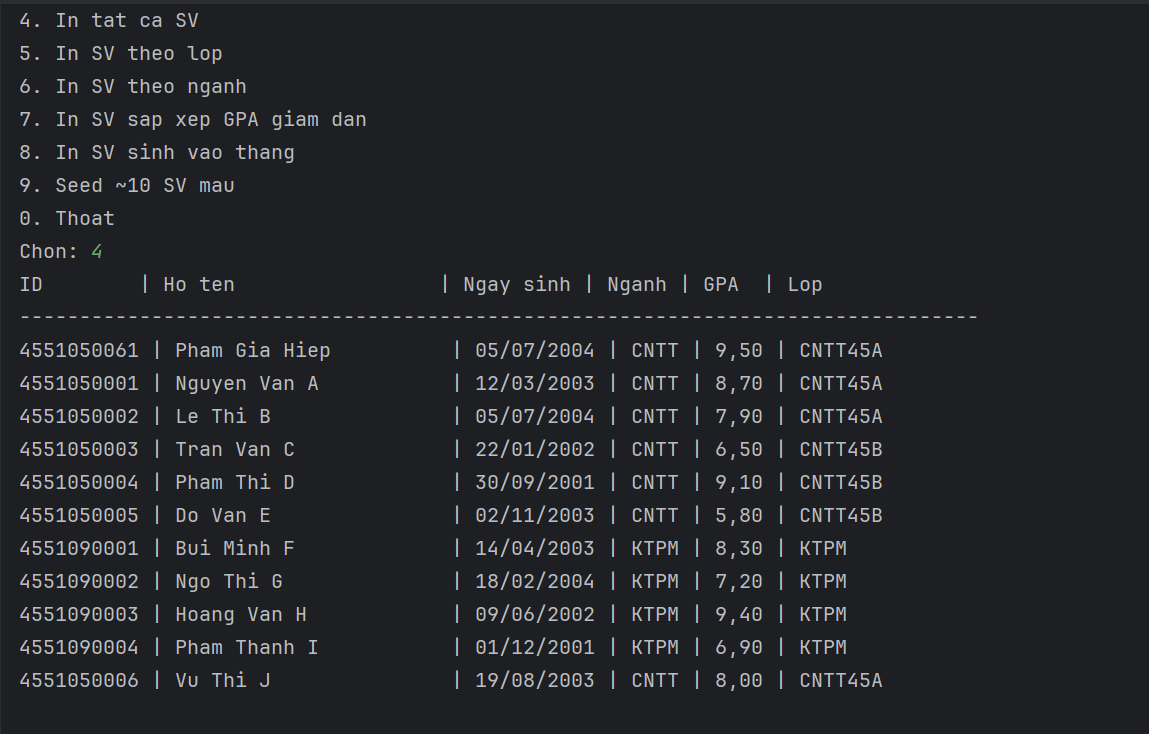 4. In tat ca SV
5. In SV theo lop
6. In SV theo nganh
7. In SV sap xep GPA giam dan
8. In SV sinh vao thang
9. Seed ~10 SV mau
0. Thoat
Chon: 4
ID         | Ho ten                 | Ngay sinh | Nganh | GPA  | Lop
--------------------------------------------------------------------------------
4551050061 | Pham Gia Hiep          | 05/07/2004 | CNTT | 9,50 | CNTT45A
4551050001 | Nguyen Van A           | 12/03/2003 | CNTT | 8,70 | CNTT45A
4551050002 | Le Thi B               | 05/07/2004 | CNTT | 7,90 | CNTT45A
4551050003 | Tran Van C             | 22/01/2002 | CNTT | 6,50 | CNTT45B
4551050004 | Pham Thi D             | 30/09/2001 | CNTT | 9,10 | CNTT45B
4551050005 | Do Van E               | 02/11/2003 | CNTT | 5,80 | CNTT45B
4551090001 | Bui Minh F             | 14/04/2003 | KTPM | 8,30 | KTPM
4551090002 | Ngo Thi G              | 18/02/2004 | KTPM | 7,20 | KTPM
4551090003 | Hoang Van H            | 09/06/2002 | KTPM | 9,40 | KTPM
4551090004 | Pham Thanh I           | 01/12/2001 | KTPM | 6,90 | KTPM
4551050006 | Vu Thi J               | 19/08/2003 | CNTT | 8,00 | CNTT45A